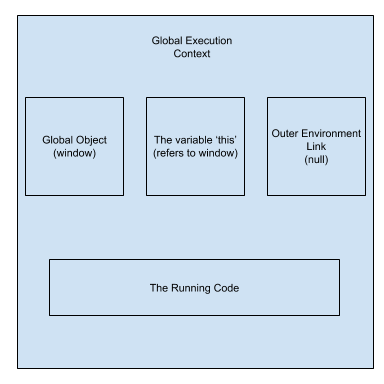 Global Execution
Context
Global Object
(window)
The variable ‘this’
(refers to window)
Outer Environment
Link
(null)
The Running Code